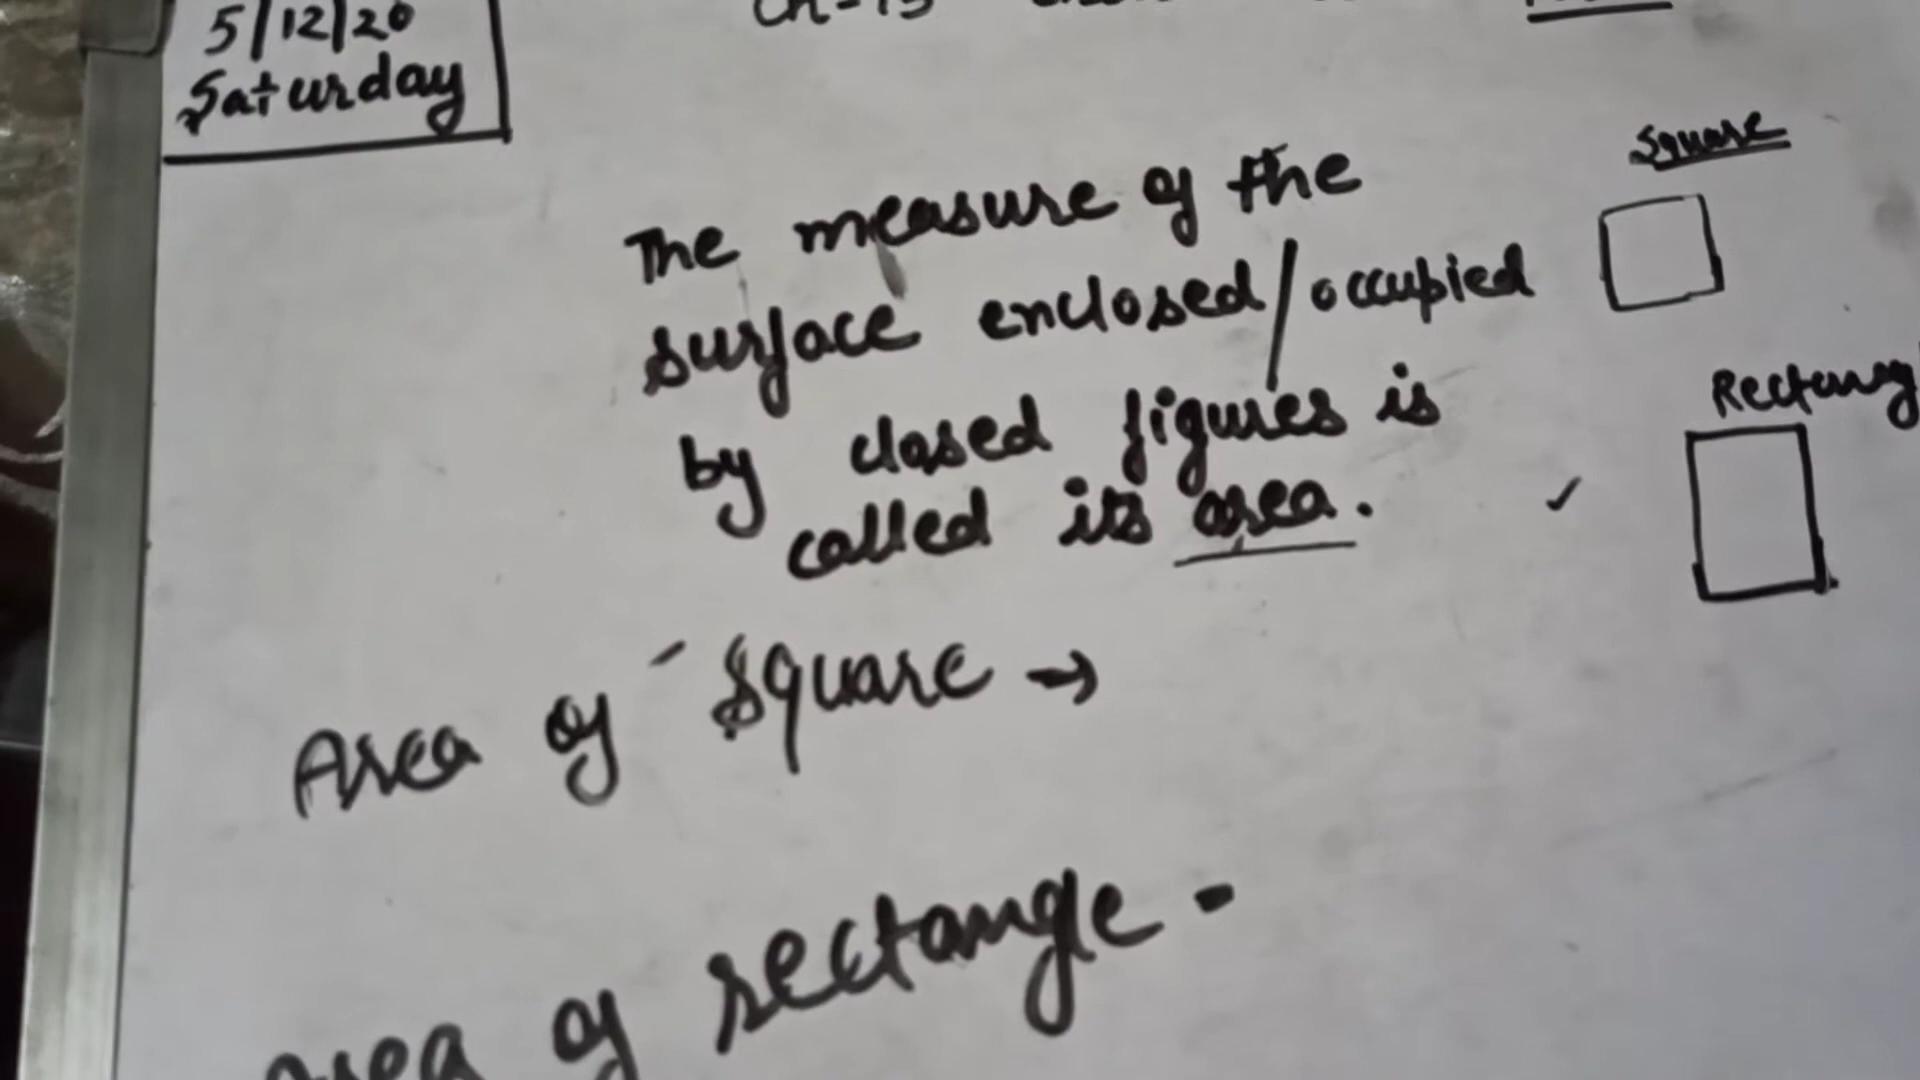 5/12/20
Saturday
The measure of the
surface enclosed/occupied
by closed figures is
called its area.
Square
Area of Square →
Area of rectangle -